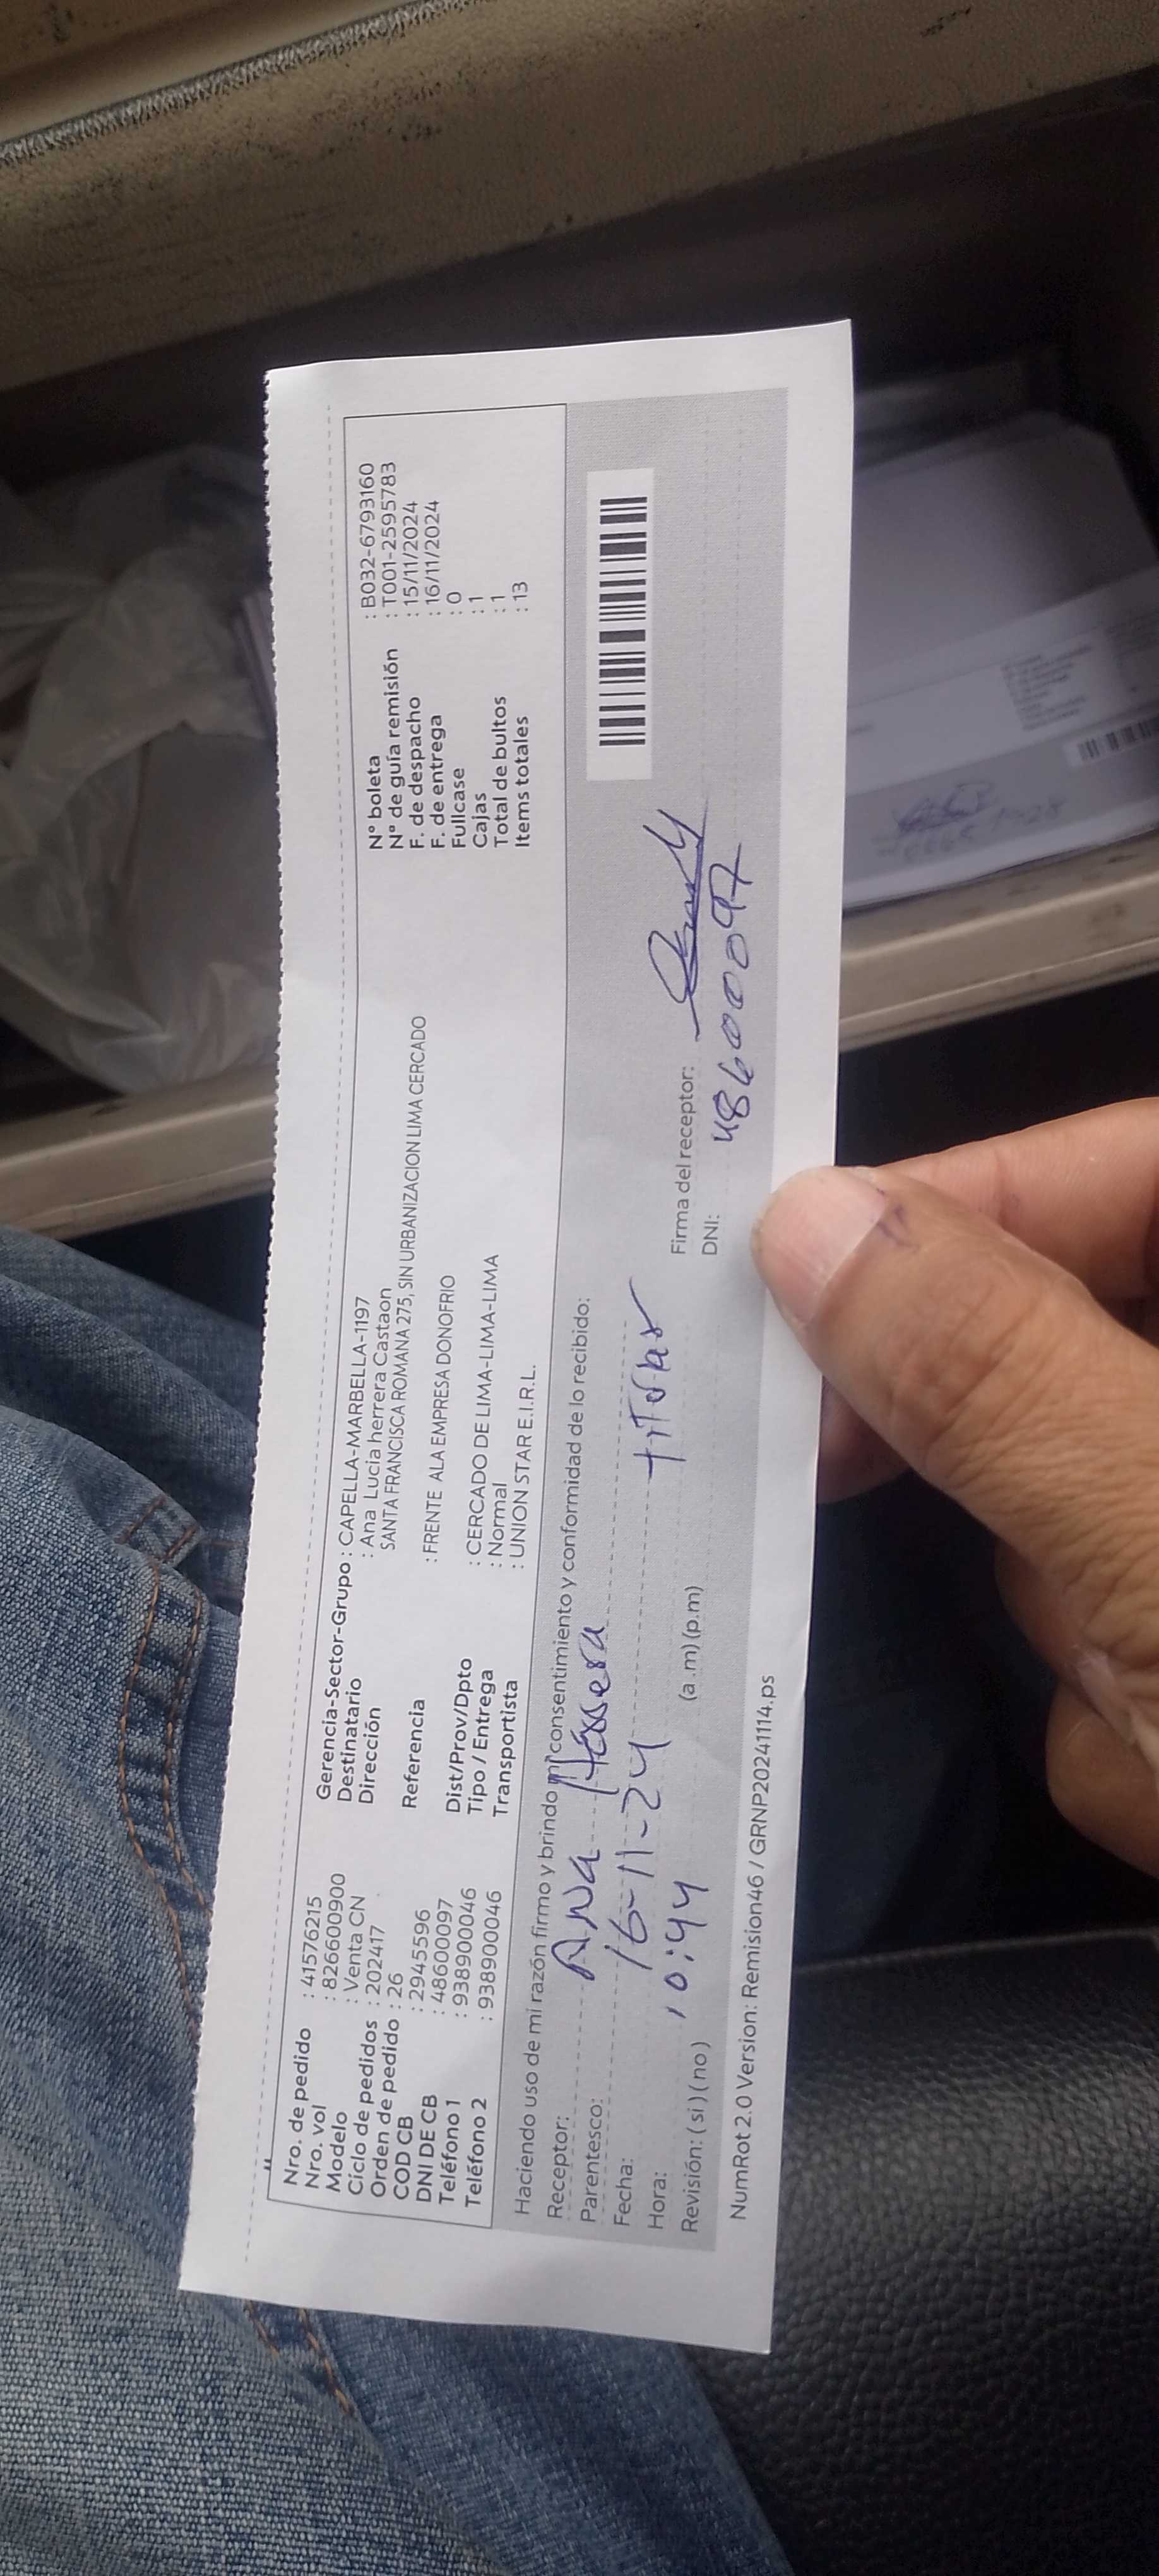 Nro. de pedido : 41576215
Nro. vol : 826600900
Modelo : Venta CN
Ciclo de pedidos : 202417
Orden de pedido : 26
COD CB : 2945596
DNI DE CB : 48600097
Teléfono 1 : 938900046
Teléfono 2 : 938900046
Gerencia-Sector-Grupo : CAPELLA-MARBELLA-1197
Destinatario : Ana Lucia herrera Castaon
Dirección SANTA FRANCISCA ROMANA 275, SIN URBANIZACION LIMA CERCADO
Referencia : FRENTE ALA EMPRESA DONOFRIO
Dist/Prov/Dpto : CERCADO DE LIMA-LIMA-LIMA
Tipo / Entrega : Normal
Transportista : UNION STAR E.I.R.L.
N° boleta : B032-6793160
N° de guía remisión : T001-2595783
F. de despacho : 15/11/2024
F. de entrega : 16/11/2024
Fullcase : 0
Cajas : 1
Total de bultos : 1
Items totales : 13
Haciendo uso de mi razón firmo y brindo mi consentimiento y conformidad de lo recibido:
Receptor: Ana Herrera
Parentesco: titular
Fecha: 16-11-24
Hora: 10:44 (a.m) (p.m)
Revisión: ( si ) ( no )
Firma del receptor:
DNI: 48600097
NumRot 2.0 Version: Remision46 / GRNP20241114.ps